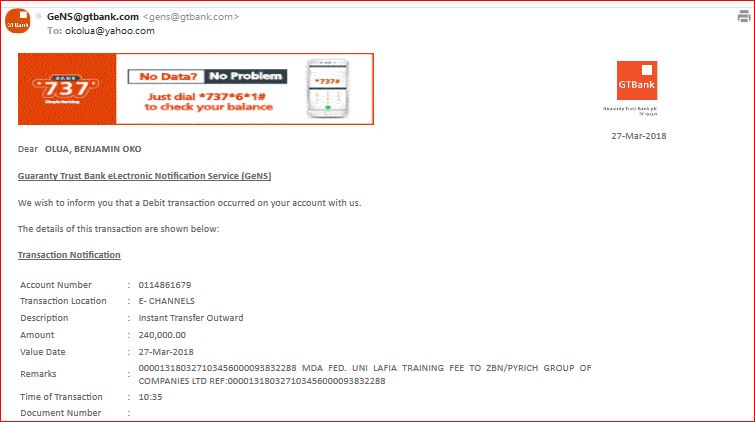 GeNS@gtbank.com <gens@gtbank.com>
To: okolua@yahoo.com
GTBank
BANK
*737*
Simple Banking
No Data? No Problem
Just dial *737*6*1#
to check your balance
*737#
GTBank
Guaranty Trust Bank plc
27-Mar-2018
Dear OLUA, BENJAMIN OKO
Guaranty Trust Bank eLectronic Notification Service (GeNS)
We wish to inform you that a Debit transaction occurred on your account with us.
The details of this transaction are shown below:
Transaction Notification
Account Number : 0114861679
Transaction Location : E- CHANNELS
Description : Instant Transfer Outward
Amount : 240,000.00
Value Date : 27-Mar-2018
Remarks : 000013180327103456000093832288 MDA FED. UNI LAFIA TRAINING FEE TO ZBN/PYRICH GROUP OF
COMPANIES LTD REF:000013180327103456000093832288
Time of Transaction : 10:35
Document Number :